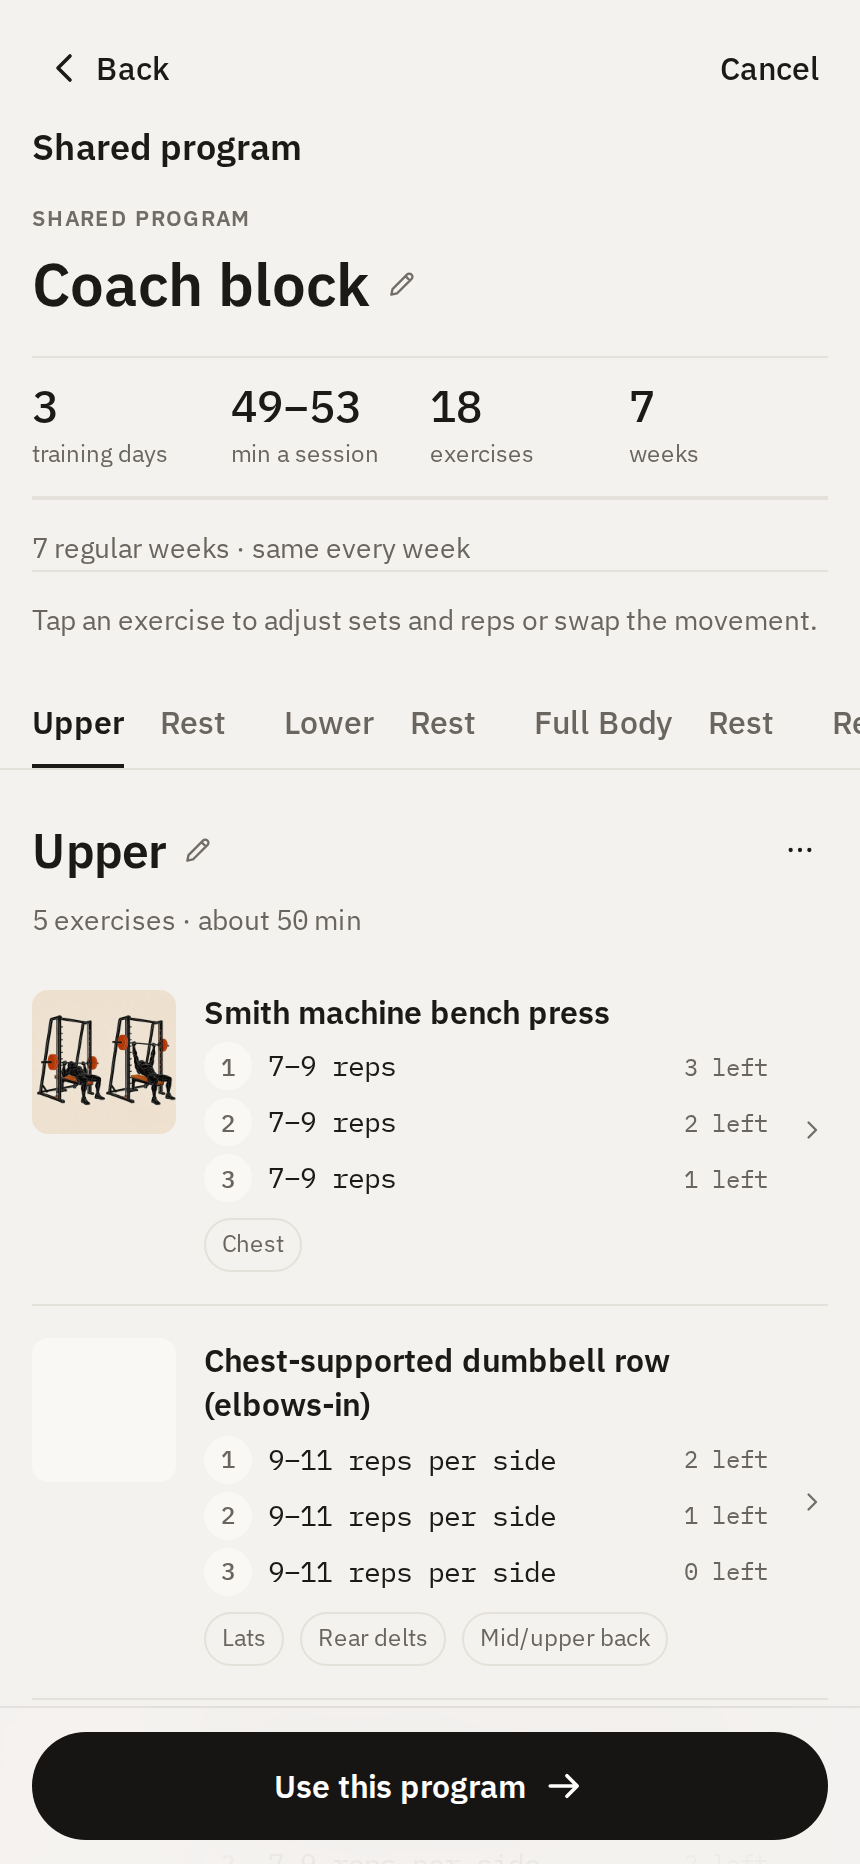 Back
Cancel
Shared program
SHARED PROGRAM
Coach block
3
49–53
18
7
training days
min a session
exercises
weeks
7 regular weeks · same every week
Tap an exercise to adjust sets and reps or swap the movement.
Upper Rest Lower Rest Full Body Rest Re
Upper
5 exercises · about 50 min
Smith machine bench press
1 7–9 reps 3 left
2 7–9 reps 2 left
3 7–9 reps 1 left
Chest
Chest-supported dumbbell row
(elbows-in)
1 9–11 reps per side 2 left
2 9–11 reps per side 1 left
3 9–11 reps per side 0 left
Lats Rear delts Mid/upper back
Use this program →